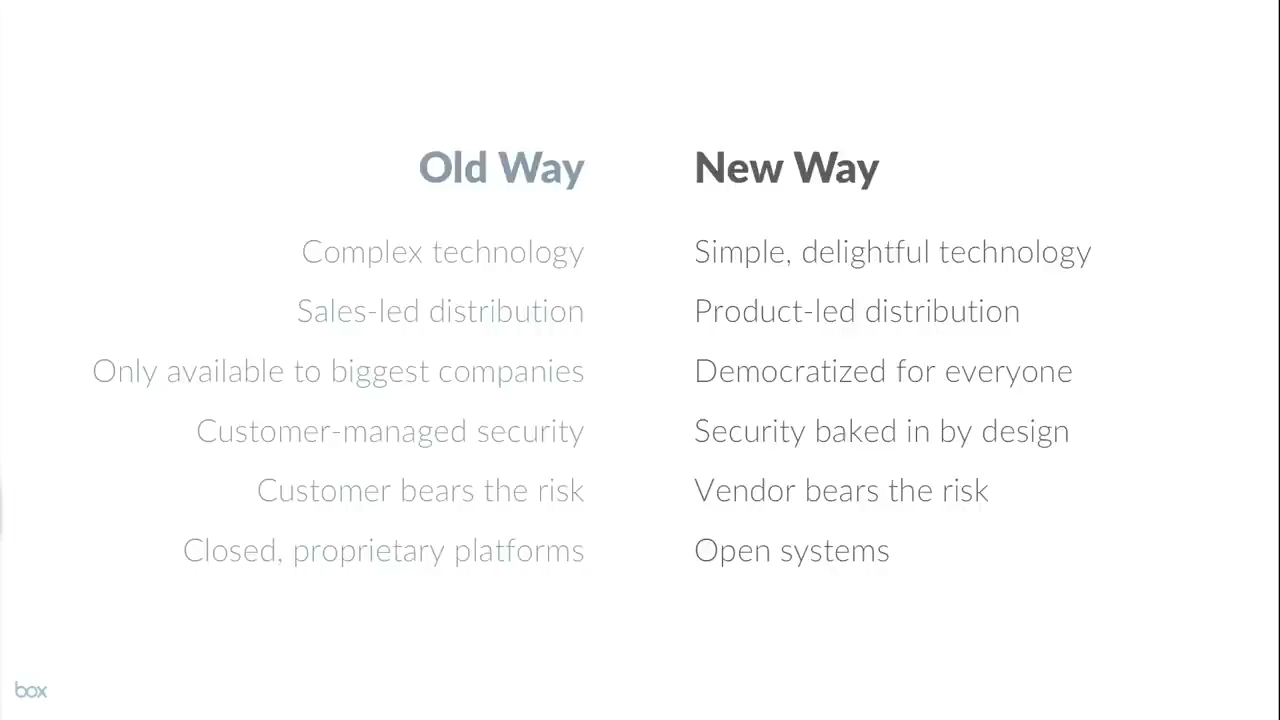 Old Way
New Way
Complex technology
Simple, delightful technology
Sales-led distribution
Product-led distribution
Only available to biggest companies
Democratized for everyone
Customer-managed security
Security baked in by design
Customer bears the risk
Vendor bears the risk
Closed, proprietary platforms
Open systems
box